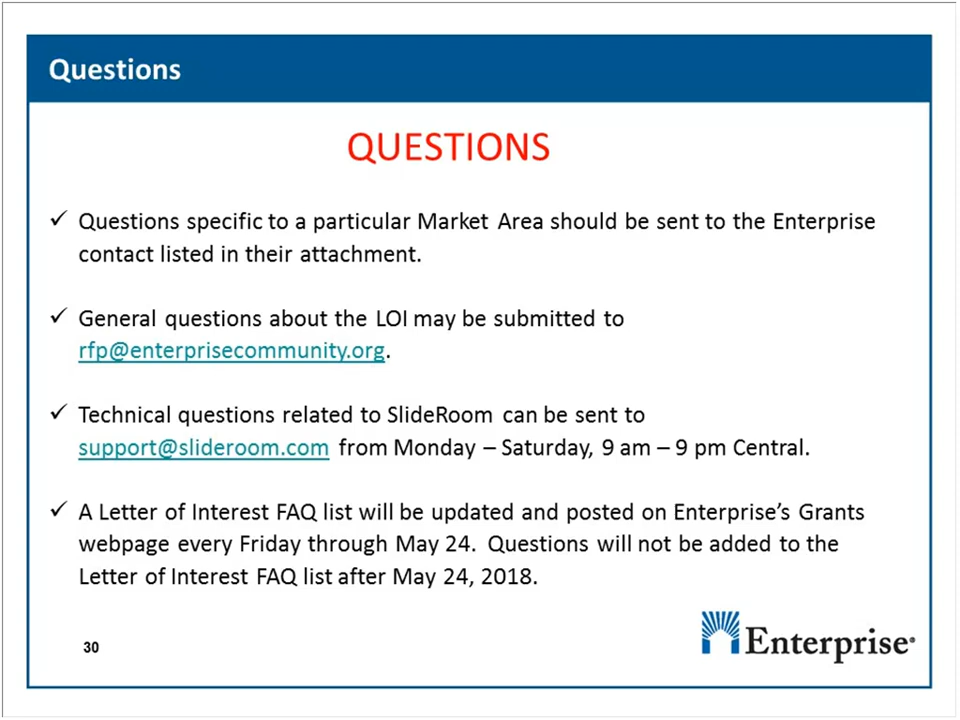 Questions
QUESTIONS
✓ Questions specific to a particular Market Area should be sent to the Enterprise
contact listed in their attachment.
✓ General questions about the LOI may be submitted to
rfp@enterprisecommunity.org.
✓ Technical questions related to SlideRoom can be sent to
support@slideroom.com from Monday – Saturday, 9 am – 9 pm Central.
✓ A Letter of Interest FAQ list will be updated and posted on Enterprise’s Grants
webpage every Friday through May 24.  Questions will not be added to the
Letter of Interest FAQ list after May 24, 2018.
30
Enterprise®